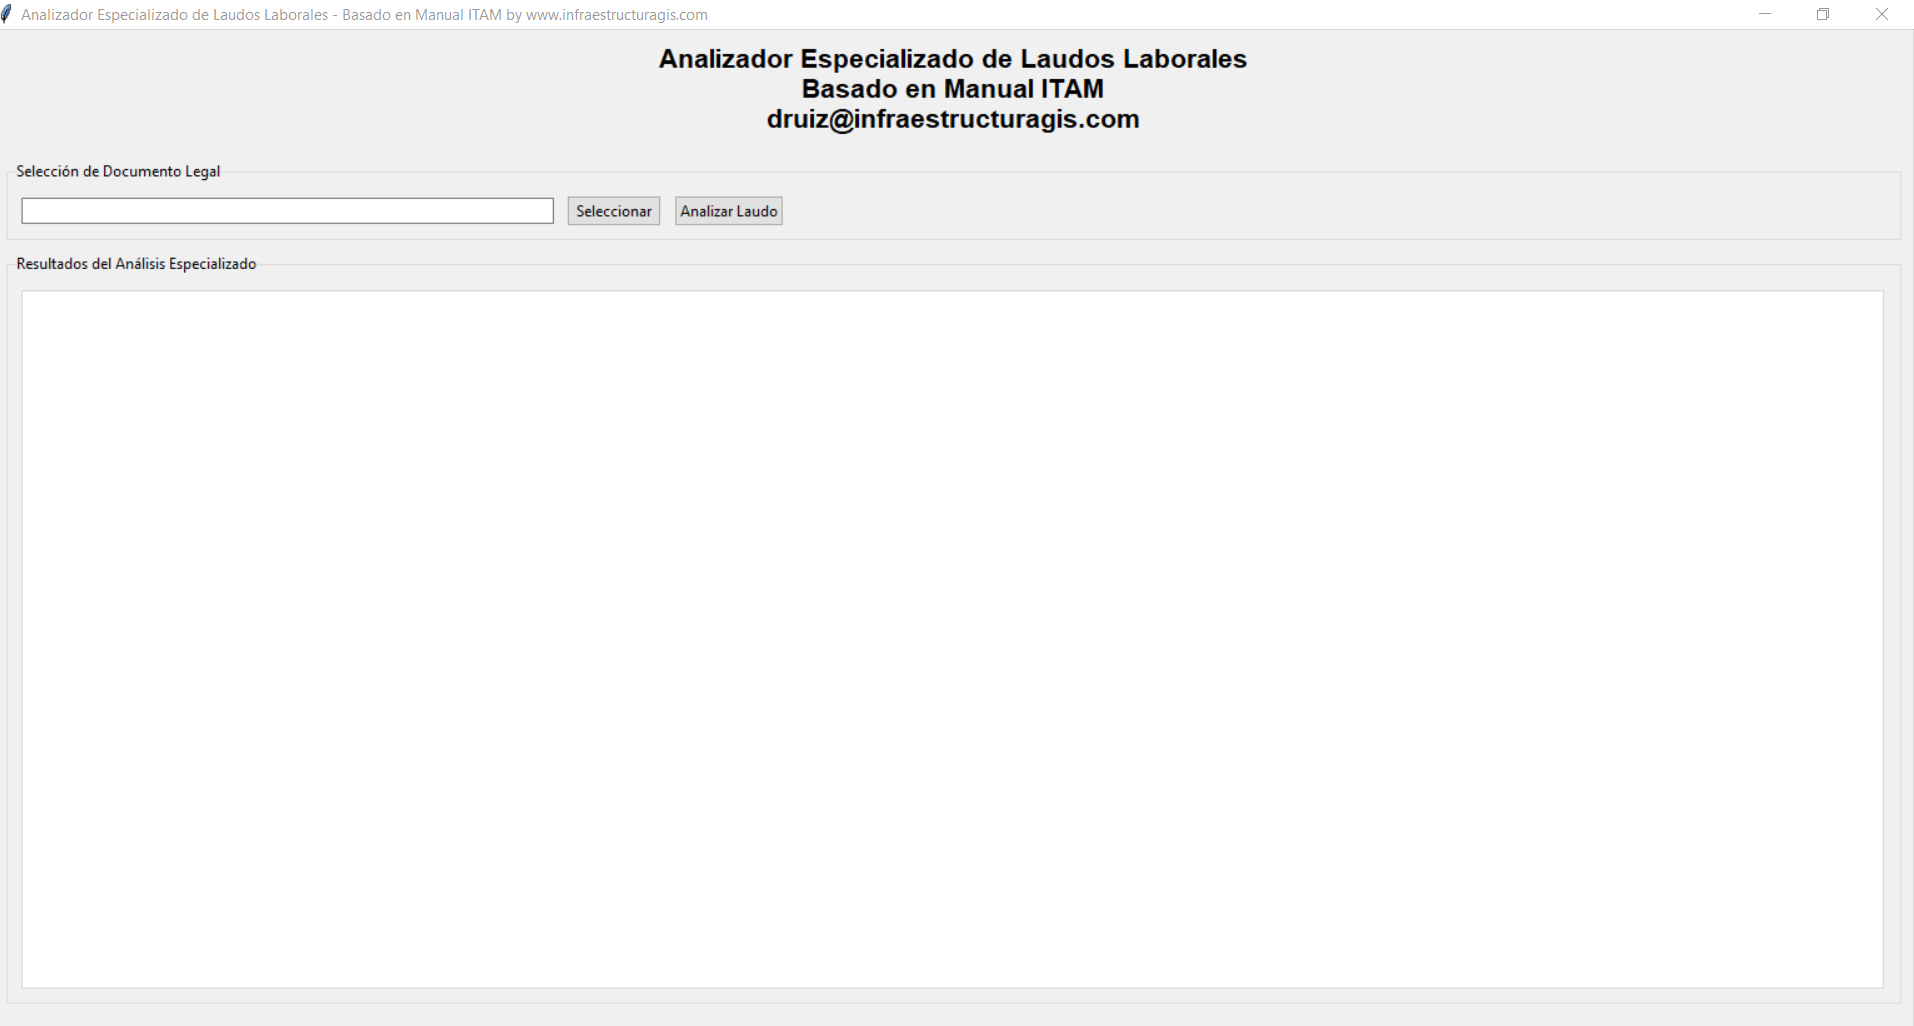 Analizador Especializado de Laudos Laborales - Basado en Manual ITAM by www.infraestructuragis.com
Analizador Especializado de Laudos Laborales
Basado en Manual ITAM
druiz@infraestructuragis.com
Selección de Documento Legal
Seleccionar
Analizar Laudo
Resultados del Análisis Especializado